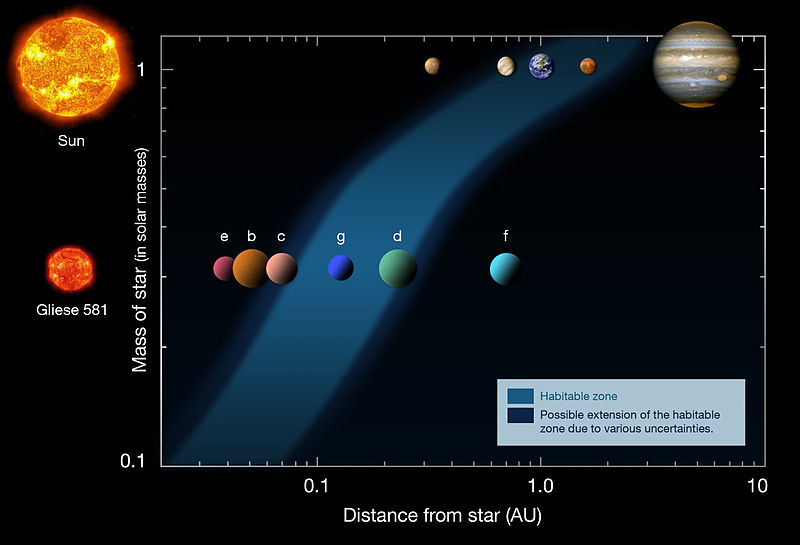 Sun
Gliese 581
Mass of star (in solar masses)
1
0.1
e b c g d f
Habitable zone
Possible extension of the habitable
zone due to various uncertainties.
0.1 1.0 10
Distance from star (AU)